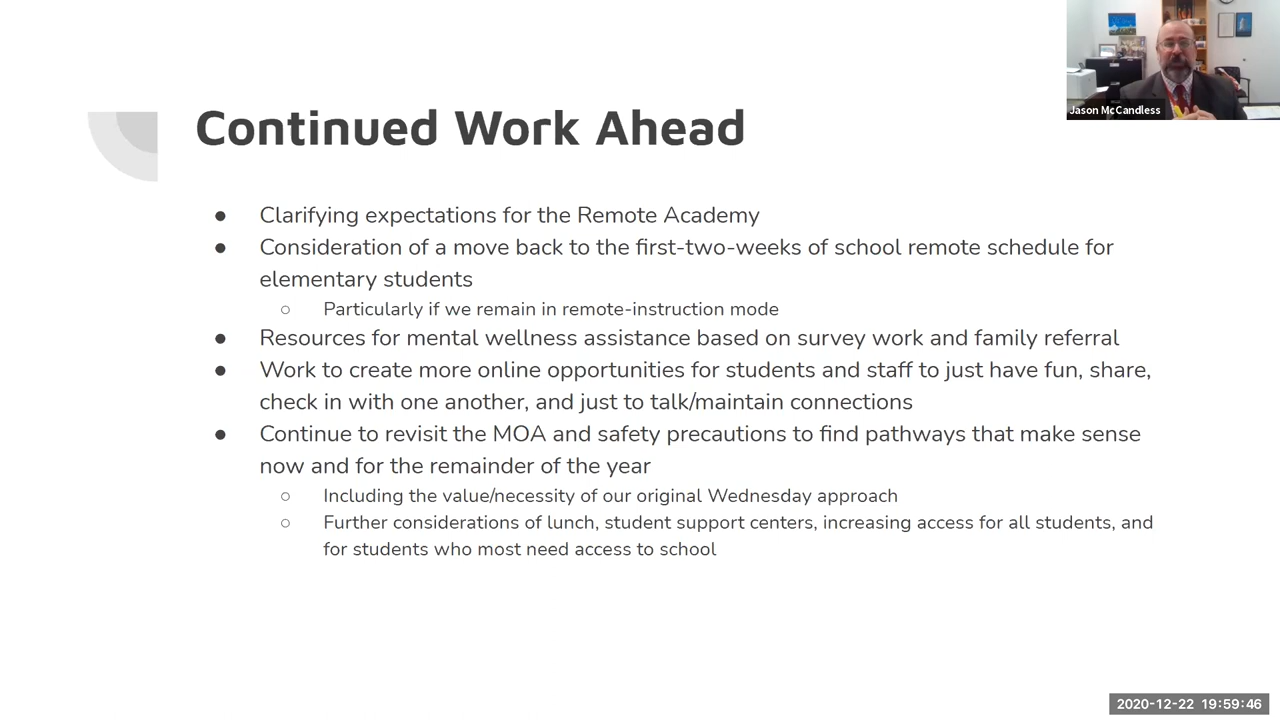 Jason McCandless
Continued Work Ahead
● Clarifying expectations for the Remote Academy
● Consideration of a move back to the first-two-weeks of school remote schedule for
elementary students
○ Particularly if we remain in remote-instruction mode
● Resources for mental wellness assistance based on survey work and family referral
● Work to create more online opportunities for students and staff to just have fun, share,
check in with one another, and just to talk/maintain connections
● Continue to revisit the MOA and safety precautions to find pathways that make sense
now and for the remainder of the year
○ Including the value/necessity of our original Wednesday approach
○ Further considerations of lunch, student support centers, increasing access for all students, and
for students who most need access to school
2020-12-22 19:59:46